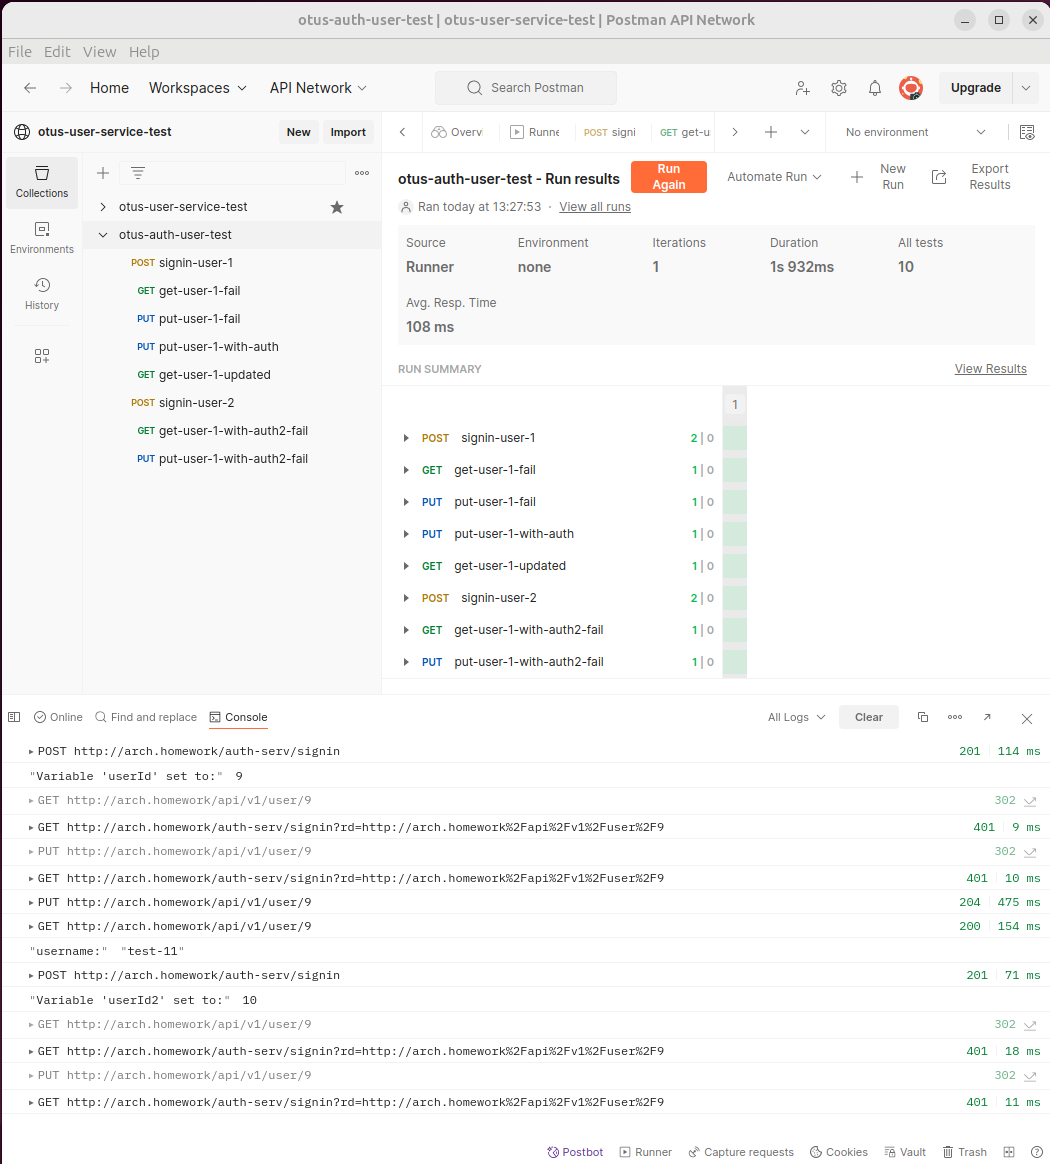 otus-auth-user-test | otus-user-service-test | Postman API Network
File Edit View Help
Home Workspaces API Network Search Postman Upgrade
otus-user-service-test New Import
Overvi Runne POST signi GET get-u No environment
Collections
Environments
History
otus-user-service-test
otus-auth-user-test
POST signin-user-1
GET get-user-1-fail
PUT put-user-1-fail
PUT put-user-1-with-auth
GET get-user-1-updated
POST signin-user-2
GET get-user-1-with-auth2-fail
PUT put-user-1-with-auth2-fail
otus-auth-user-test - Run results Run Again Automate Run New Run Export Results
Ran today at 13:27:53 · View all runs
Source Environment Iterations Duration All tests
Runner none 1 1s 932ms 10
Avg. Resp. Time
108 ms
RUN SUMMARY View Results
1
POST signin-user-1 2 | 0
GET get-user-1-fail 1 | 0
PUT put-user-1-fail 1 | 0
PUT put-user-1-with-auth 1 | 0
GET get-user-1-updated 1 | 0
POST signin-user-2 2 | 0
GET get-user-1-with-auth2-fail 1 | 0
PUT put-user-1-with-auth2-fail 1 | 0
Online Find and replace Console All Logs Clear
POST http://arch.homework/auth-serv/signin 201 114 ms
"Variable 'userId' set to:" 9
GET http://arch.homework/api/v1/user/9 302
GET http://arch.homework/auth-serv/signin?rd=http://arch.homework%2Fapi%2Fv1%2Fuser%2F9 401 9 ms
PUT http://arch.homework/api/v1/user/9 302
GET http://arch.homework/auth-serv/signin?rd=http://arch.homework%2Fapi%2Fv1%2Fuser%2F9 401 10 ms
PUT http://arch.homework/api/v1/user/9 204 475 ms
GET http://arch.homework/api/v1/user/9 200 154 ms
"username:" "test-11"
POST http://arch.homework/auth-serv/signin 201 71 ms
"Variable 'userId2' set to:" 10
GET http://arch.homework/api/v1/user/9 302
GET http://arch.homework/auth-serv/signin?rd=http://arch.homework%2Fapi%2Fv1%2Fuser%2F9 401 18 ms
PUT http://arch.homework/api/v1/user/9 302
GET http://arch.homework/auth-serv/signin?rd=http://arch.homework%2Fapi%2Fv1%2Fuser%2F9 401 11 ms
Postbot Runner Capture requests Cookies Vault Trash